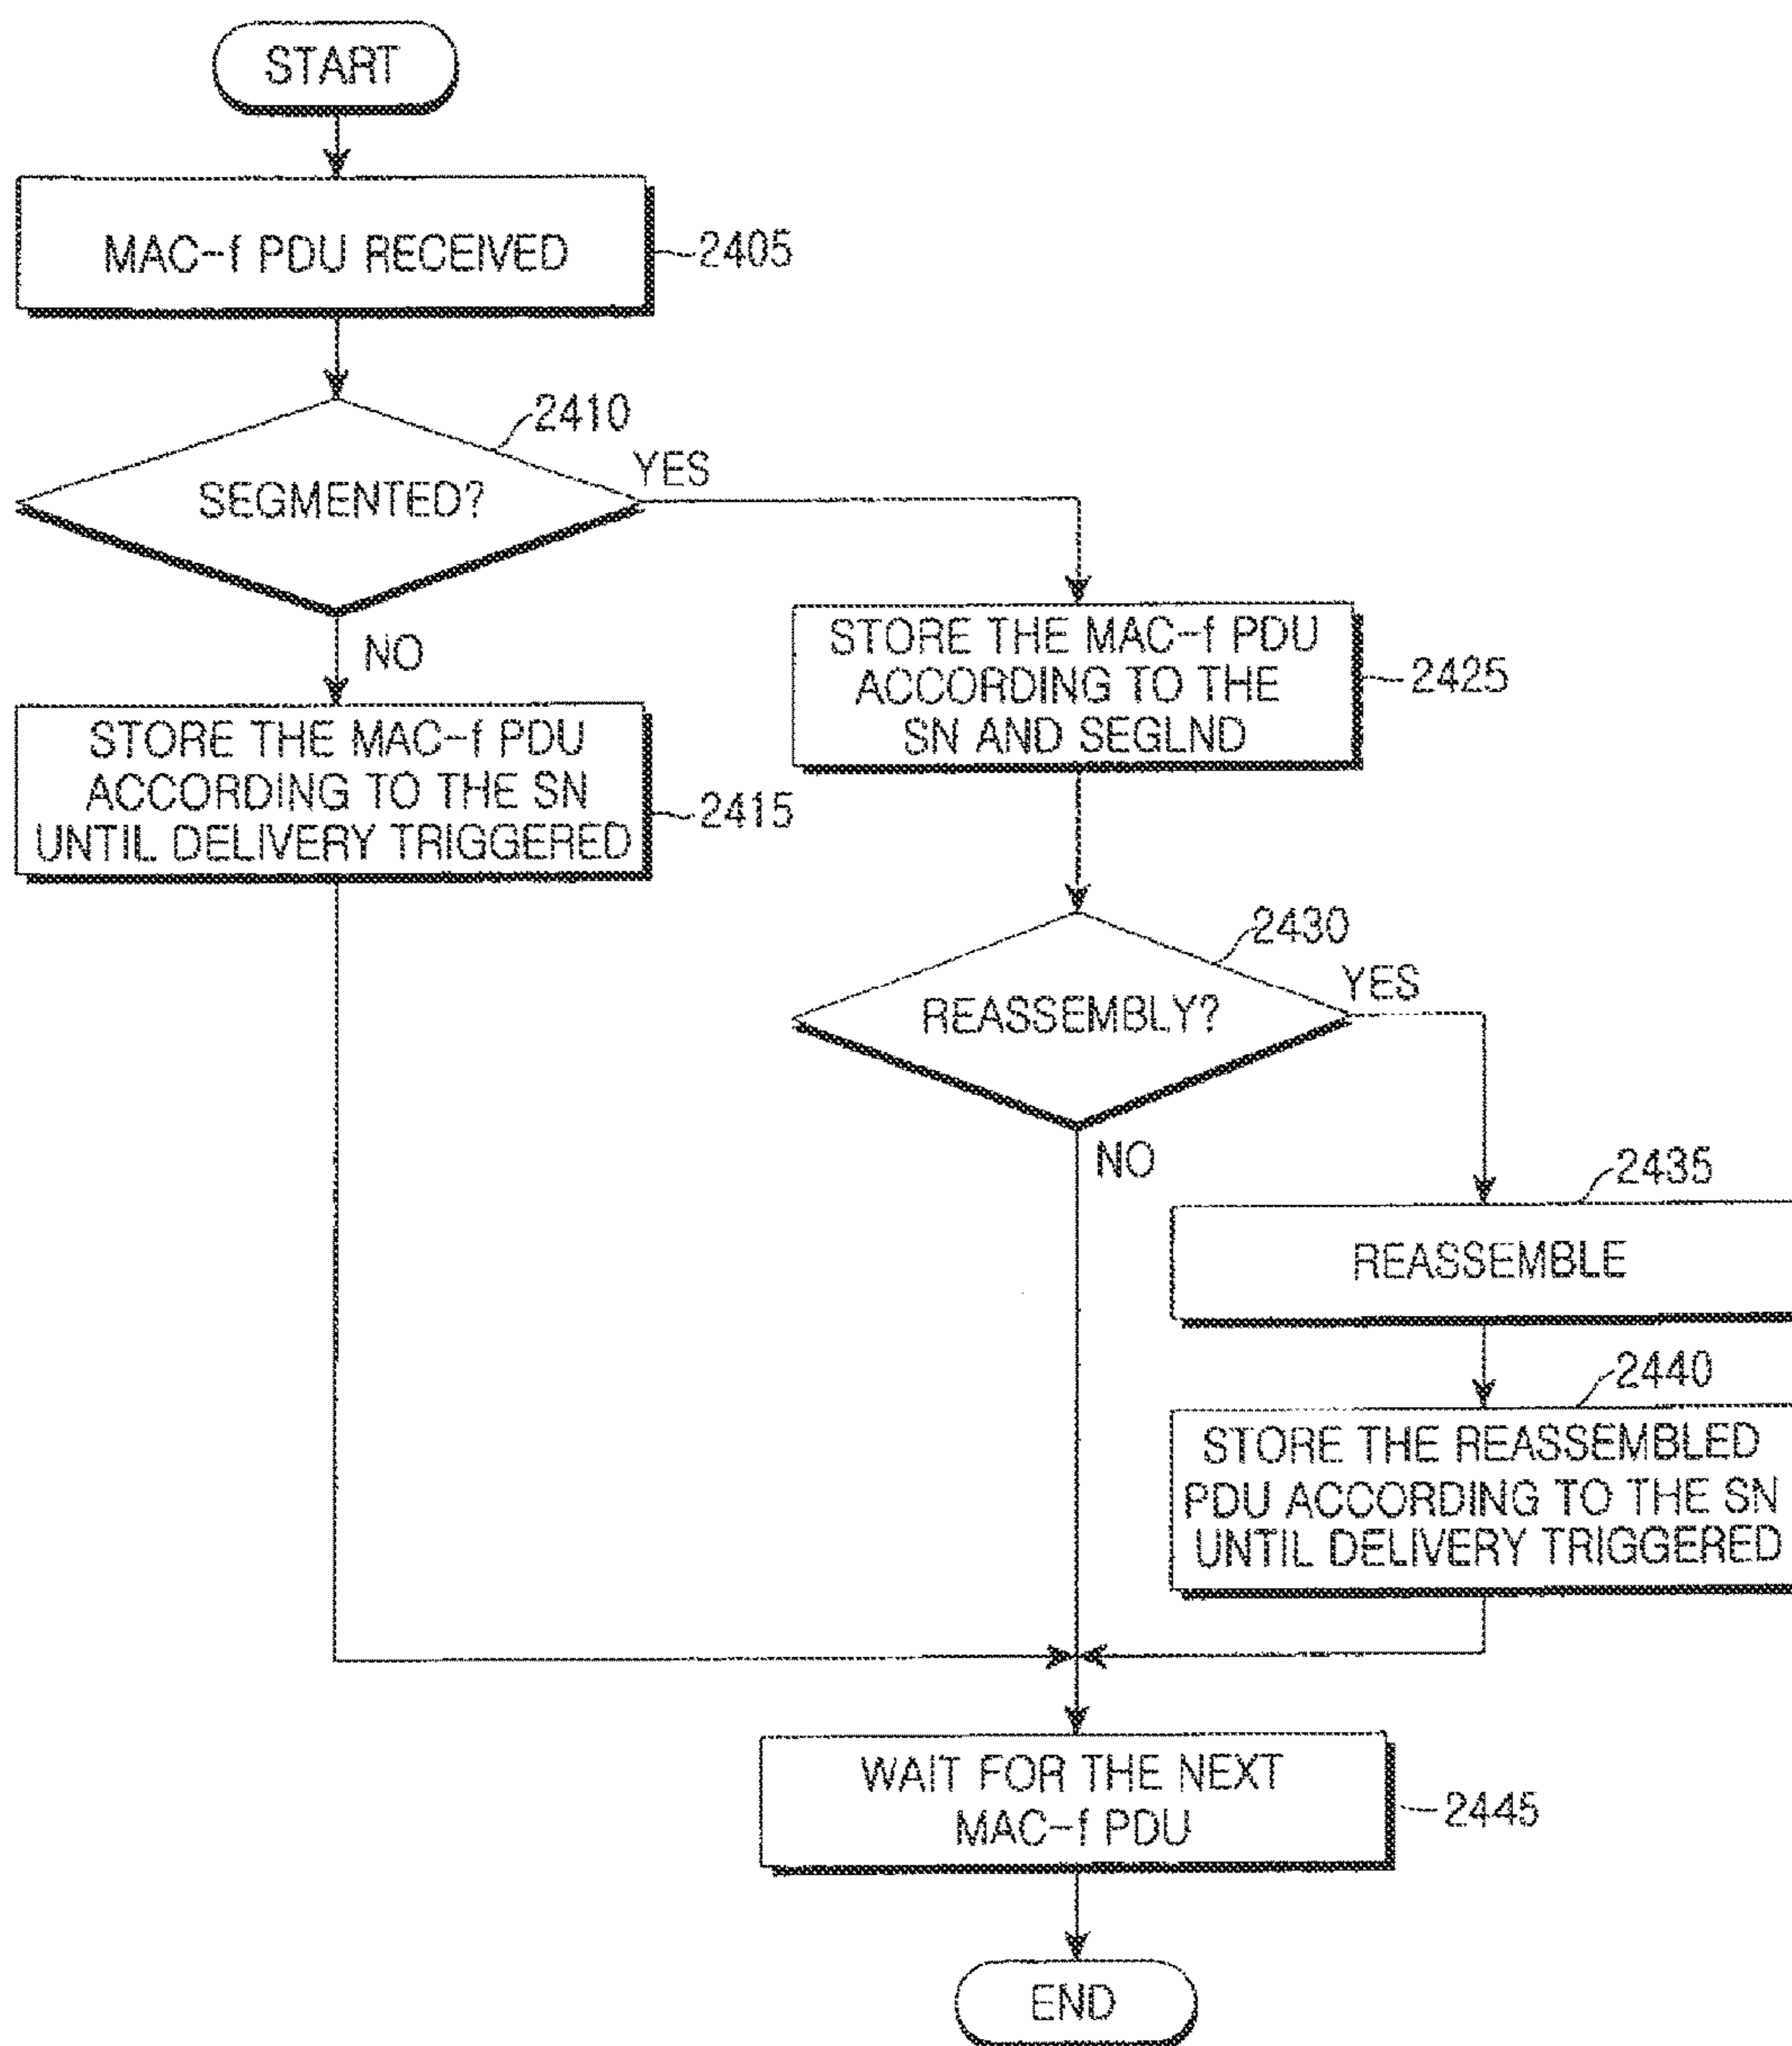 START
MAC-f PDU RECEIVED
2405
2410
SEGMENTED?
YES
NO
STORE THE MAC-f PDU
ACCORDING TO THE SN
UNTIL DELIVERY TRIGGERED
2415
STORE THE MAC-f PDU
ACCORDING TO THE
SN AND SEGLND
2425
2430
REASSEMBLY?
YES
NO
2435
REASSEMBLE
2440
STORE THE REASSEMBLED
PDU ACCORDING TO THE SN
UNTIL DELIVERY TRIGGERED
WAIT FOR THE NEXT
MAC-f PDU
2445
END